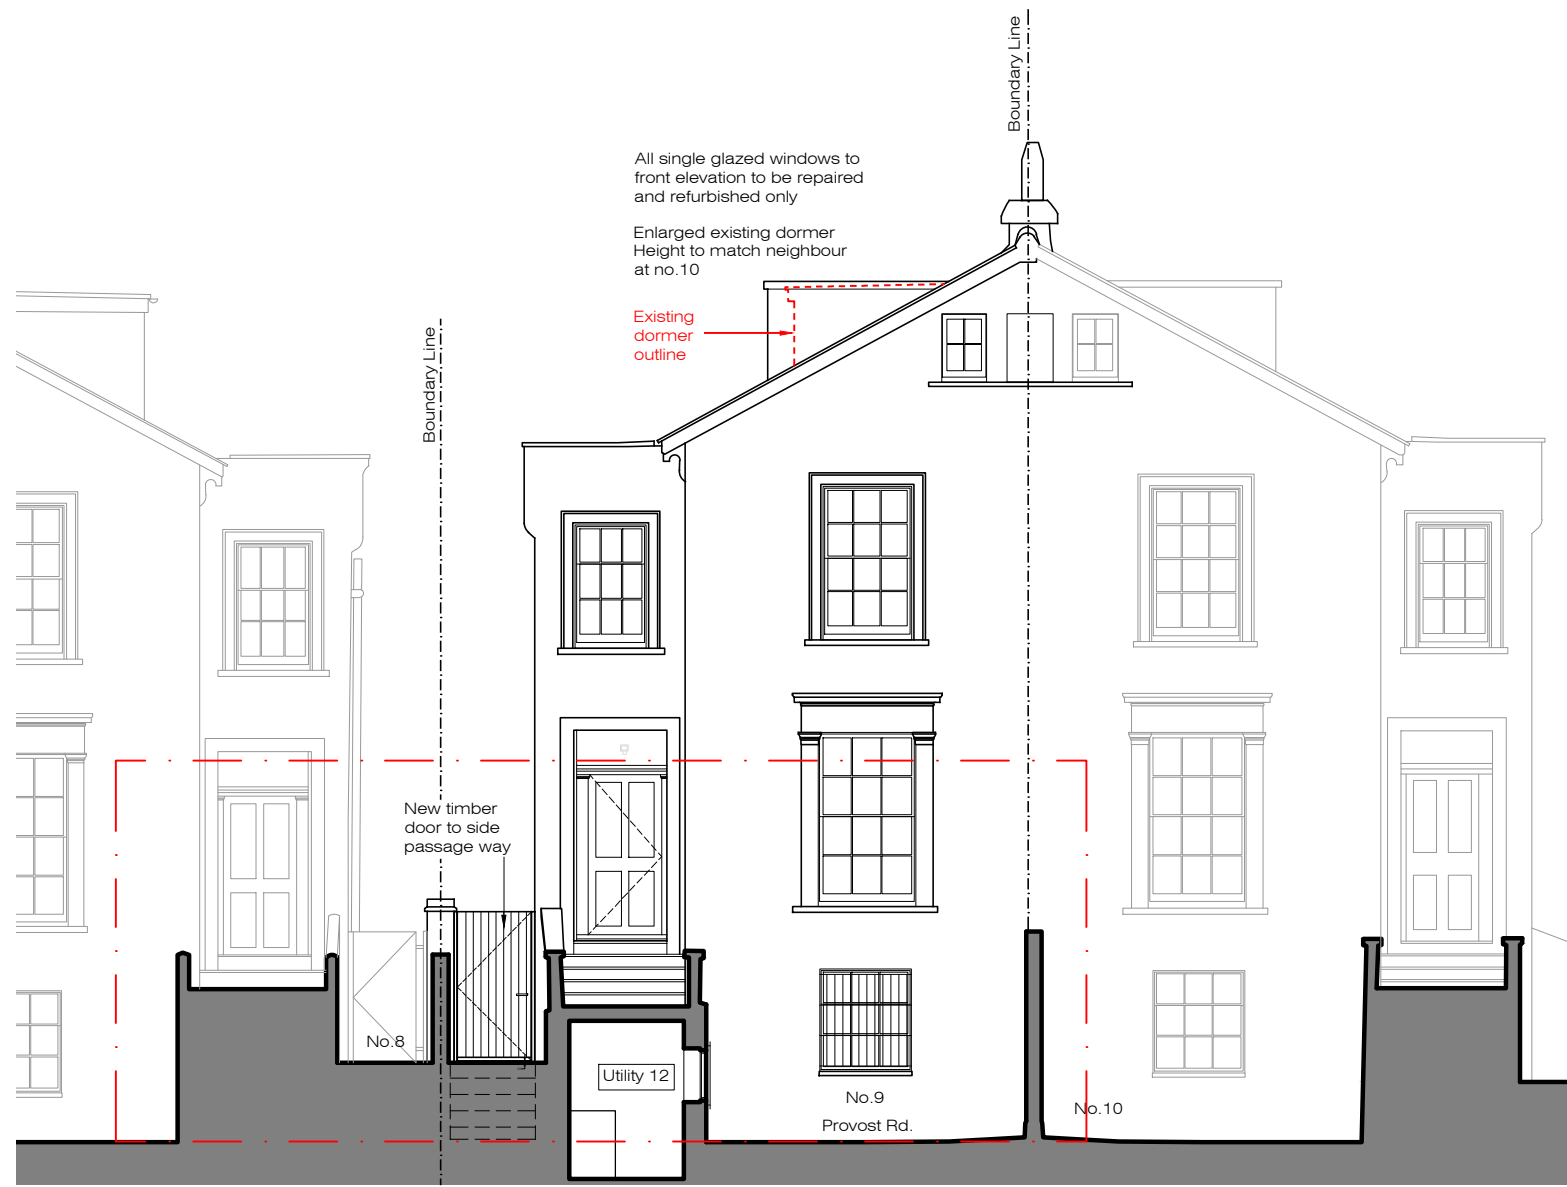 Boundary Line
All single glazed windows to
front elevation to be repaired
and refurbished only
Enlarged existing dormer
Height to match neighbour
at no.10
Existing
dormer
outline
Boundary Line
New timber
door to side
passage way
No.8
Utility 12
No.9
Provost Rd.
No.10